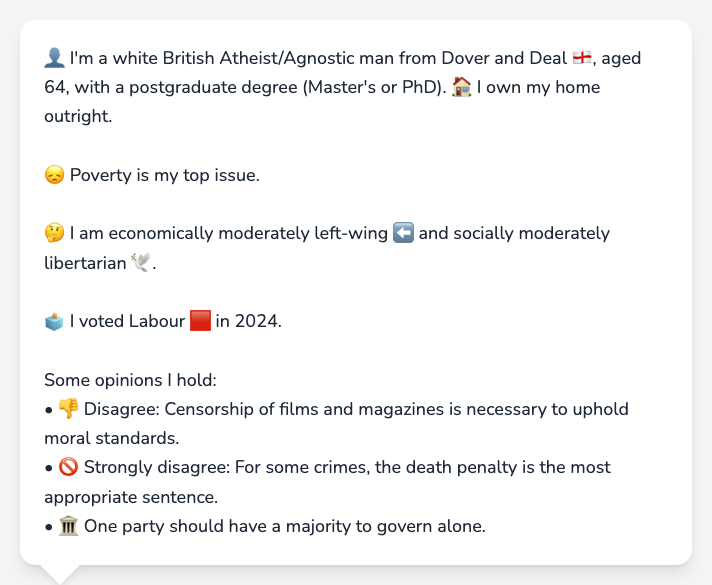 👤 I'm a white British Atheist/Agnostic man from Dover and Deal 🏴󠁧󠁢󠁥󠁮󠁧󠁿, aged
64, with a postgraduate degree (Master's or PhD). 🏠 I own my home
outright.
😞 Poverty is my top issue.
🤔 I am economically moderately left-wing ⬅️ and socially moderately
libertarian 🕊️.
🗳️ I voted Labour 🟥 in 2024.
Some opinions I hold:
• 👎 Disagree: Censorship of films and magazines is necessary to uphold
moral standards.
• 🚫 Strongly disagree: For some crimes, the death penalty is the most
appropriate sentence.
• 🏛️ One party should have a majority to govern alone.